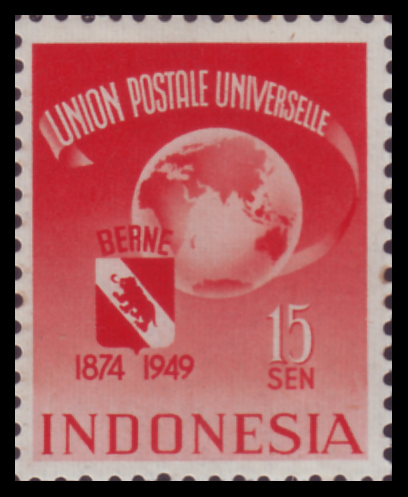 UNION POSTALE UNIVERSELLE
BERNE
1874 1949
15
SEN
INDONESIA